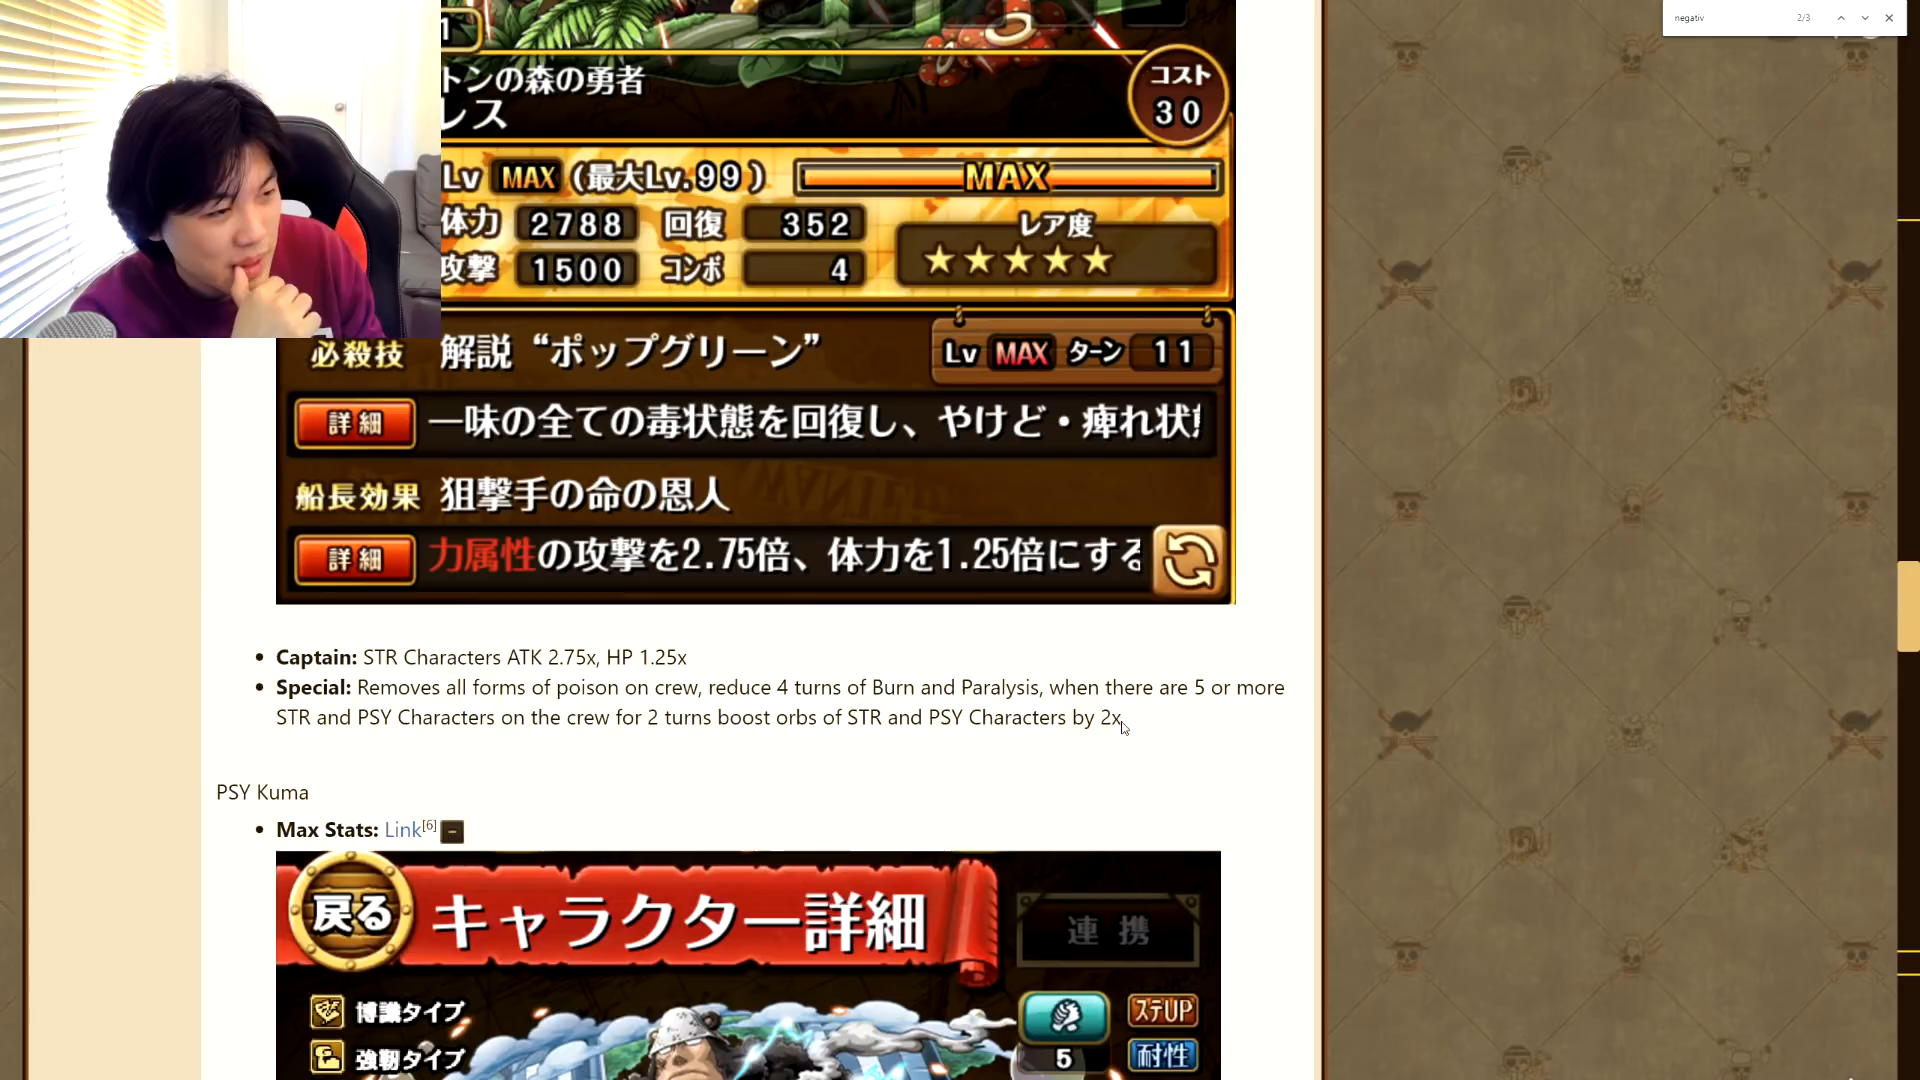 negativ 2/3
トンの森の勇者
レス
コスト
30
Lv MAX (最大Lv.99) MAX
体力 2788 回復 352 レア度
攻撃 1500 コンボ 4 ★★★★★
必殺技 解説“ポップグリーン” Lv MAX ターン 11
詳細 一味の全ての毒状態を回復し、やけど・痺れ状
船長効果 狙撃手の命の恩人
詳細 力属性の攻撃を2.75倍、体力を1.25倍にする
• Captain: STR Characters ATK 2.75x, HP 1.25x
• Special: Removes all forms of poison on crew, reduce 4 turns of Burn and Paralysis, when there are 5 or more
STR and PSY Characters on the crew for 2 turns boost orbs of STR and PSY Characters by 2x
PSY Kuma
• Max Stats: Link[6] −
戻る キャラクター詳細 連携
博識タイプ ステUP
強靭タイプ 5 耐性